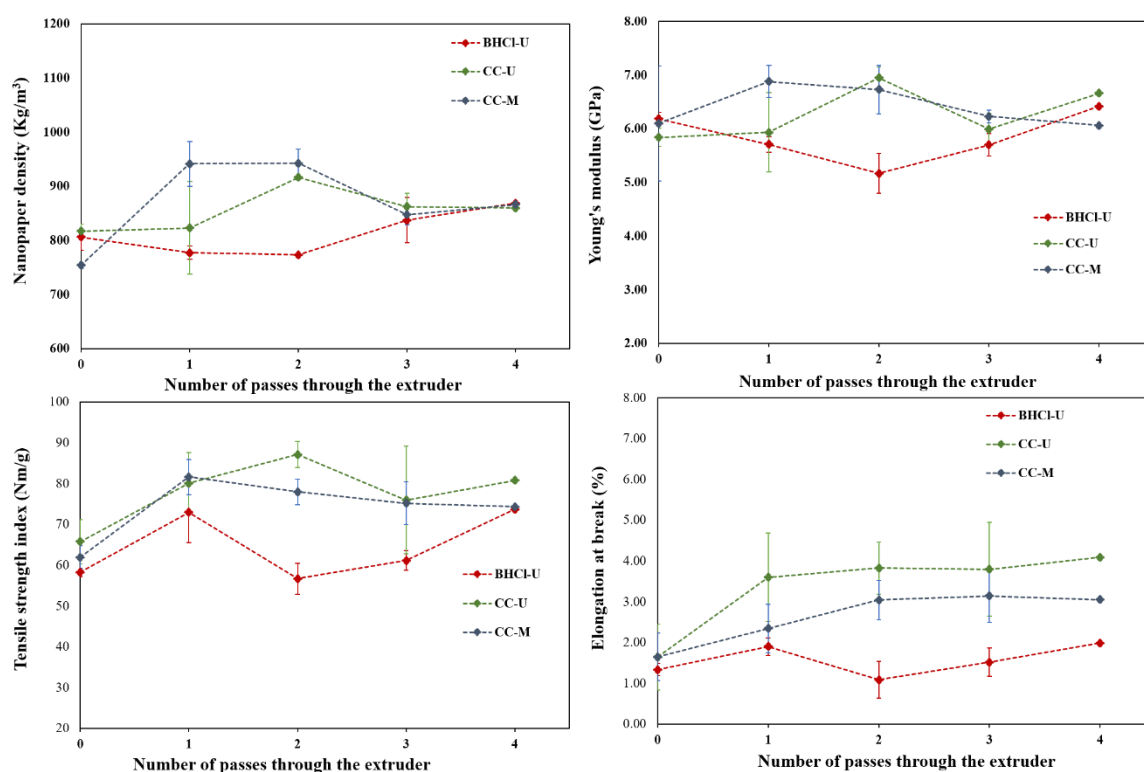 Nanopaper density (Kg/m³)
1200
1100
1000
900
800
700
600
0 1 2 3 4
Number of passes through the extruder
BHCl-U
CC-U
CC-M
Young's modulus (GPa)
8.00
7.00
6.00
5.00
4.00
3.00
2.00
0 1 2 3 4
Number of passes through the extruder
BHCl-U
CC-U
CC-M
Tensile strength index (Nm/g)
100
90
80
70
60
50
40
30
20
0 1 2 3 4
Number of passes through the extruder
BHCl-U
CC-U
CC-M
Elongation at break (%)
8.00
7.00
6.00
5.00
4.00
3.00
2.00
1.00
0.00
0 1 2 3 4
Number of passes through the extruder
BHCl-U
CC-U
CC-M